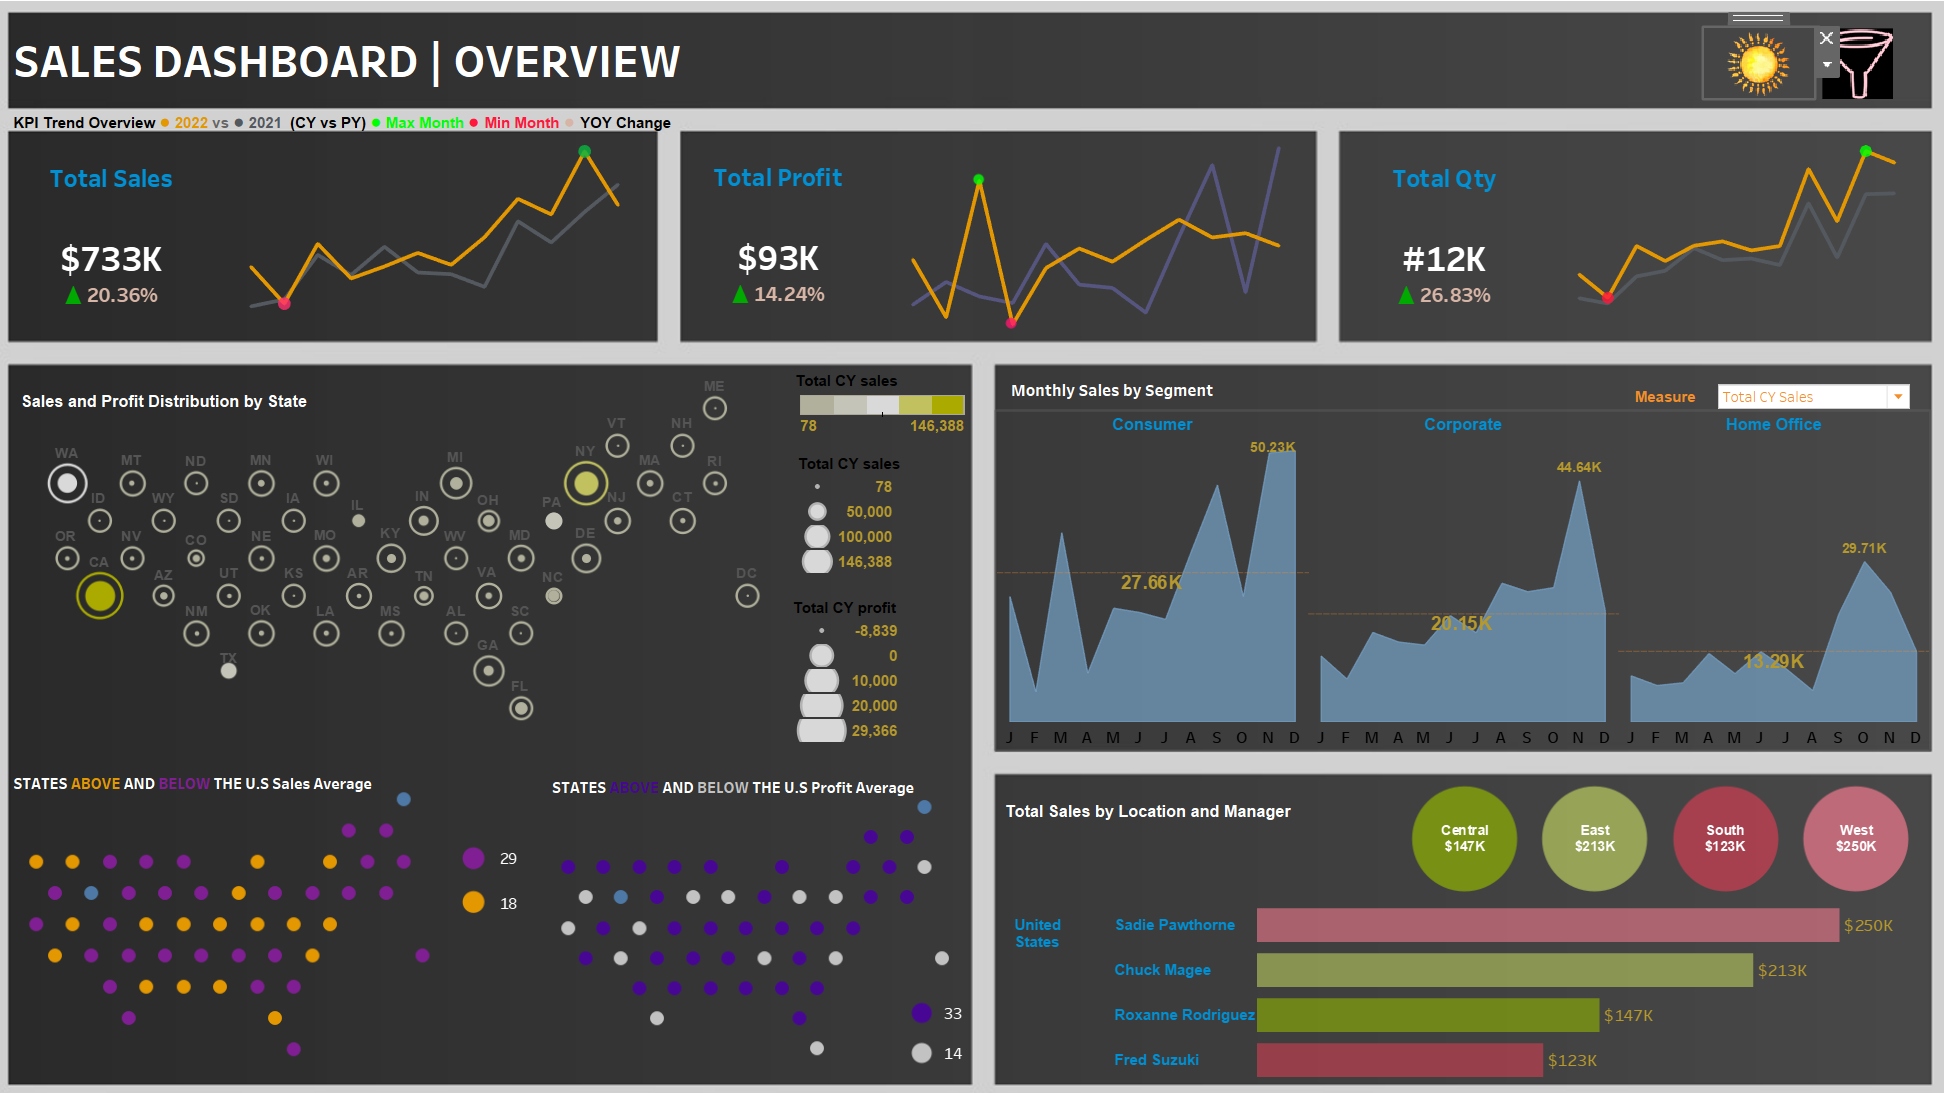 SALES DASHBOARD | OVERVIEW
KPI Trend Overview ● 2022 vs ● 2021 (CY vs PY) ● Max Month ● Min Month ● YOY Change
Total Sales
$733K
▲ 20.36%
Total Profit
$93K
▲ 14.24%
Total Qty
#12K
▲ 26.83%
Sales and Profit Distribution by State
ME
VT NH
WA MT ND MN WI MI NY MA RI
ID WY SD IA IL IN OH PA NJ CT
OR NV CO NE MO KY WV MD DE
CA AZ UT KS AR TN VA NC DC
NM OK LA MS AL SC
TX GA
FL
Total CY sales
78 146,388
Total CY sales
78
50,000
100,000
146,388
Total CY profit
-8,839
0
10,000
20,000
29,366
STATES ABOVE AND BELOW THE U.S Sales Average
29
18
STATES ABOVE AND BELOW THE U.S Profit Average
33
14
Monthly Sales by Segment
Measure Total CY Sales
Consumer Corporate Home Office
50.23K
44.64K
29.71K
27.66K
20.15K
13.29K
J F M A M J J A S O N D J F M A M J J A S O N D J F M A M J J A S O N D
Total Sales by Location and Manager
Central
$147K
East
$213K
South
$123K
West
$250K
United
States
Sadie Pawthorne $250K
Chuck Magee $213K
Roxanne Rodriguez $147K
Fred Suzuki $123K